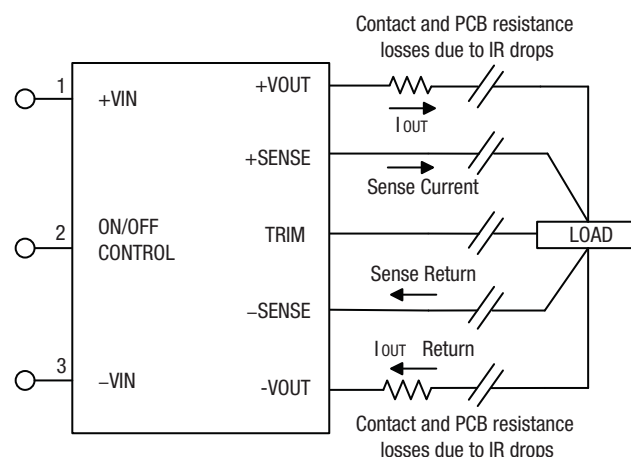 Contact and PCB resistance
losses due to IR drops
1
+VIN
+VOUT
IOUT
+SENSE
Sense Current
2
ON/OFF
CONTROL
TRIM
LOAD
Sense Return
−SENSE
IOUT Return
3
−VIN
-VOUT
Contact and PCB resistance
losses due to IR drops